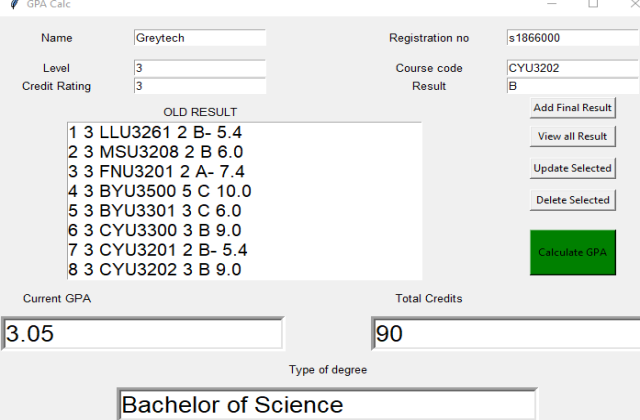 GPA Calc
Name Greytech Registration no s1866000
Level 3 Course code CYU3202
Credit Rating 3 Result B
OLD RESULT
Add Final Result
View all Result
Update Selected
Delete Selected
Calculate GPA
1 3 LLU3261 2 B- 5.4
2 3 MSU3208 2 B 6.0
3 3 FNU3201 2 A- 7.4
4 3 BYU3500 5 C 10.0
5 3 BYU3301 3 C 6.0
6 3 CYU3300 3 B 9.0
7 3 CYU3201 2 B- 5.4
8 3 CYU3202 3 B 9.0
Current GPA Total Credits
3.05 90
Type of degree
Bachelor of Science